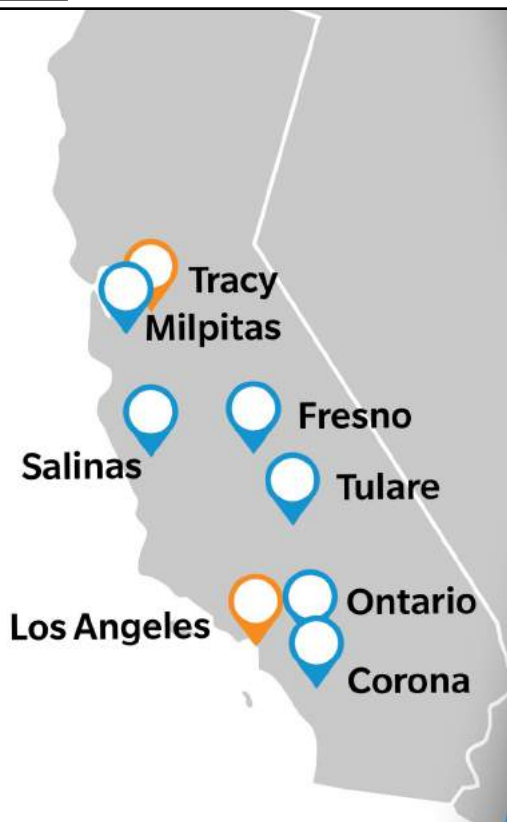 Tracy
Milpitas
Fresno
Salinas
Tulare
Ontario
Los Angeles
Corona